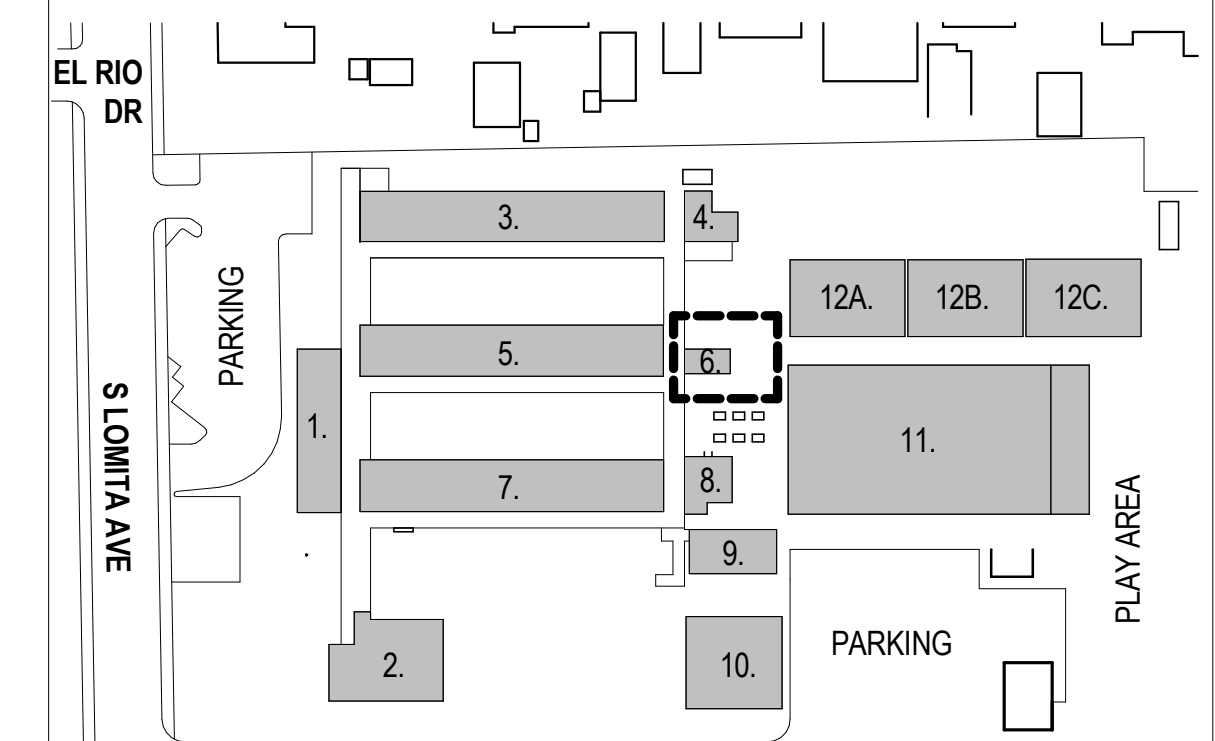 EL RIO
DR
3.
4.
PARKING
12A.
12B.
12C.
5.
6.
S LOMITA AVE
1.
11.
7.
8.
PLAY AREA
9.
2.
10.
PARKING